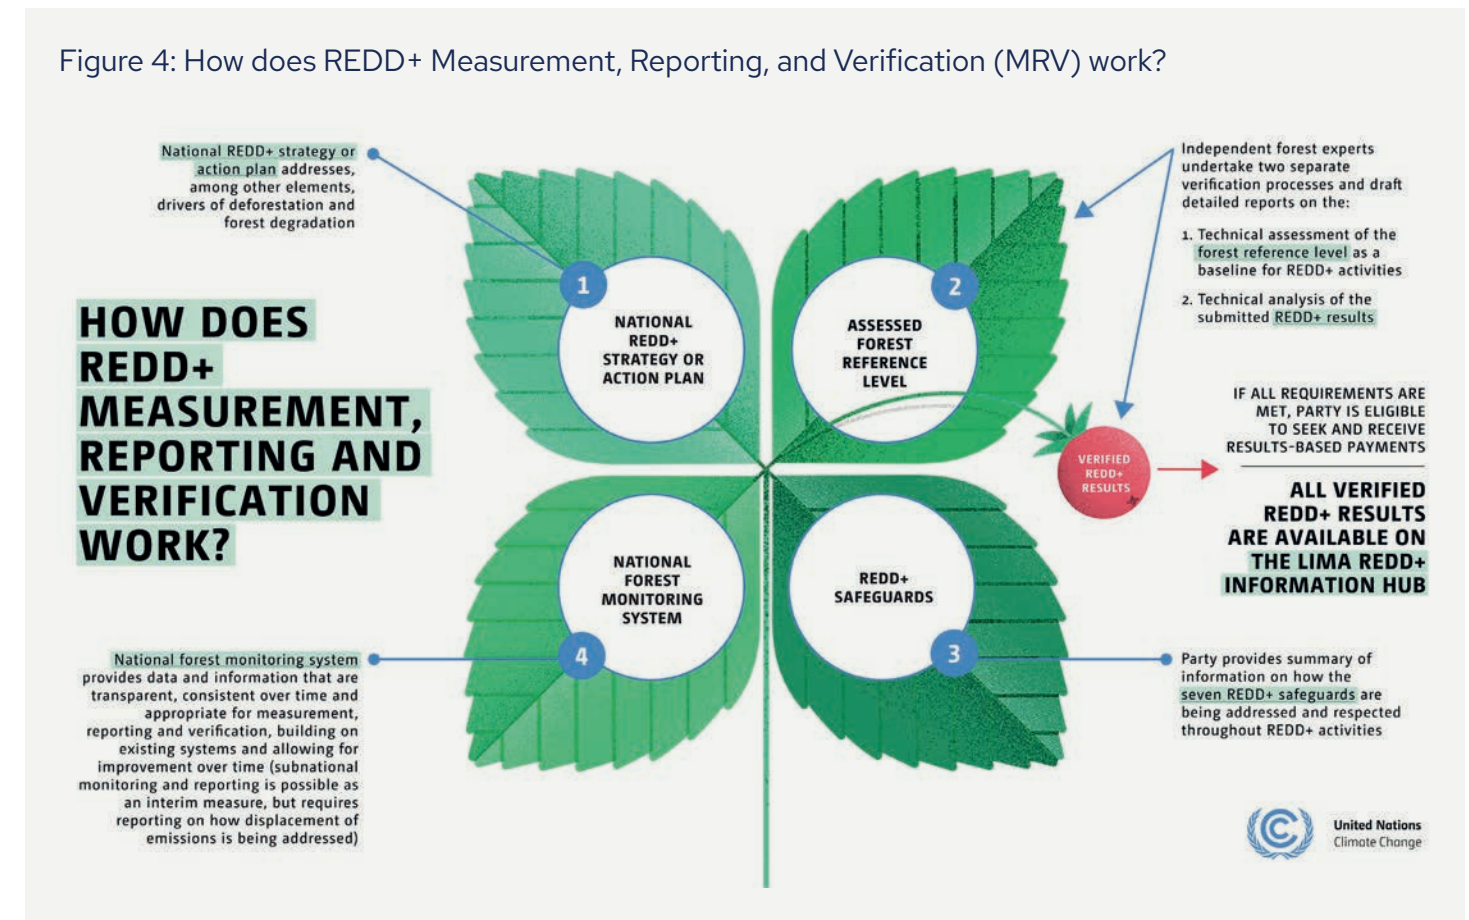 Figure 4: How does REDD+ Measurement, Reporting, and Verification (MRV) work?
National REDD+ strategy or
action plan addresses,
among other elements,
drivers of deforestation and
forest degradation
HOW DOES
REDD+
MEASUREMENT,
REPORTING AND
VERIFICATION
WORK?
1
NATIONAL
REDD+
STRATEGY OR
ACTION PLAN
2
ASSESSED
FOREST
REFERENCE
LEVEL
Independent forest experts
undertake two separate
verification processes and draft
detailed reports on the:
1. Technical assessment of the
forest reference level as a
baseline for REDD+ activities
2. Technical analysis of the
submitted REDD+ results
VERIFIED
REDD+
RESULTS
IF ALL REQUIREMENTS ARE
MET, PARTY IS ELIGIBLE
TO SEEK AND RECEIVE
RESULTS-BASED PAYMENTS
ALL VERIFIED
REDD+ RESULTS
ARE AVAILABLE ON
THE LIMA REDD+
INFORMATION HUB
NATIONAL
FOREST
MONITORING
SYSTEM
4
REDD+
SAFEGUARDS
3
National forest monitoring system
provides data and information that are
transparent, consistent over time and
appropriate for measurement,
reporting and verification, building on
existing systems and allowing for
improvement over time (subnational
monitoring and reporting is possible as
an interim measure, but requires
reporting on how displacement of
emissions is being addressed)
Party provides summary of
information on how the
seven REDD+ safeguards are
being addressed and respected
throughout REDD+ activities
United Nations
Climate Change